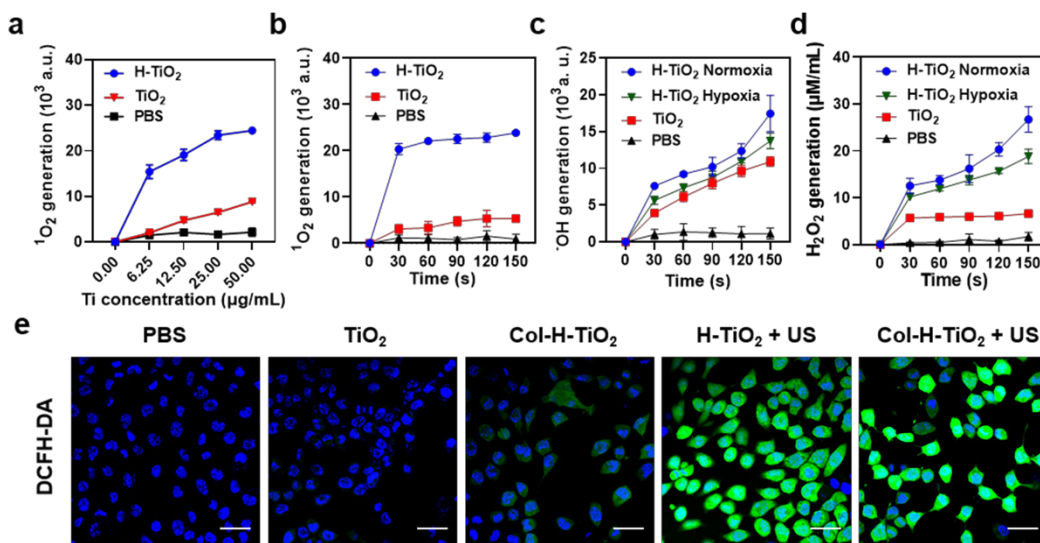 a
¹O₂ generation (10³ a.u.)
40
30
20
10
0
H-TiO₂
TiO₂
PBS
0.00
6.25
12.50
25.00
50.00
Ti concentration (µg/mL)
b
¹O₂ generation (10³ a.u.)
40
30
20
10
0
H-TiO₂
TiO₂
PBS
0 30 60 90 120 150
Time (s)
c
·OH generation (10³ a. u.)
25
20
15
10
5
0
H-TiO₂ Normoxia
H-TiO₂ Hypoxia
TiO₂
PBS
0 30 60 90 120 150
Time (s)
d
H₂O₂ generation (µM/mL)
40
30
20
10
0
H-TiO₂ Normoxia
H-TiO₂ Hypoxia
TiO₂
PBS
0 30 60 90 120 150
Time (s)
e
PBS
TiO₂
Col-H-TiO₂
H-TiO₂ + US
Col-H-TiO₂ + US
DCFH-DA